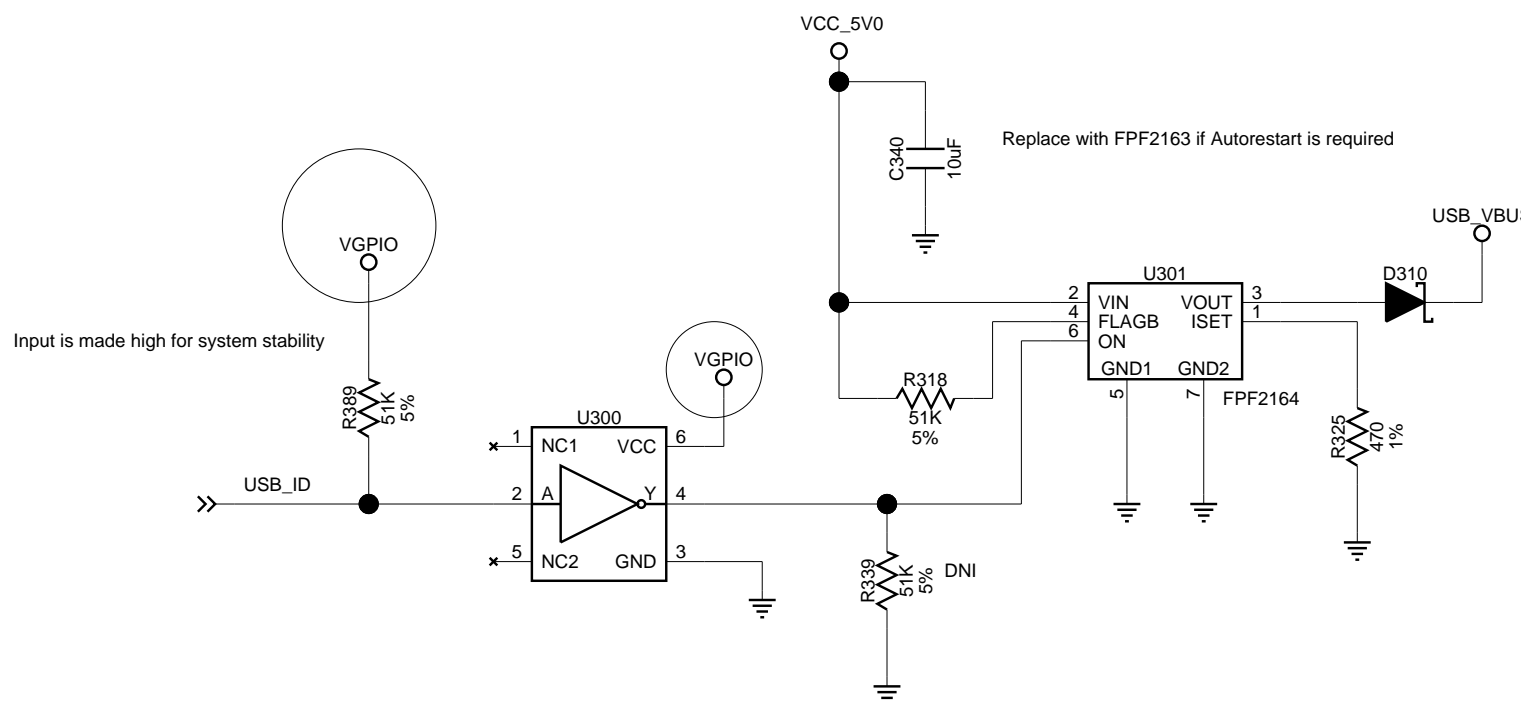 VCC_5V0
C340
10uF
Replace with FPF2163 if Autorestart is required
VGPIO
USB_VBUS
U301
D310
2 VIN VOUT 3
4 FLAGB ISET 1
6 ON
GND1 GND2
5 7
FPF2164
Input is made high for system stability
R389
51K
5%
VGPIO
R318
51K
5%
R325
470
1%
U300
1 NC1 VCC 6
USB_ID
2 A Y 4
5 NC2 GND 3
R339
51K
5%
DNI